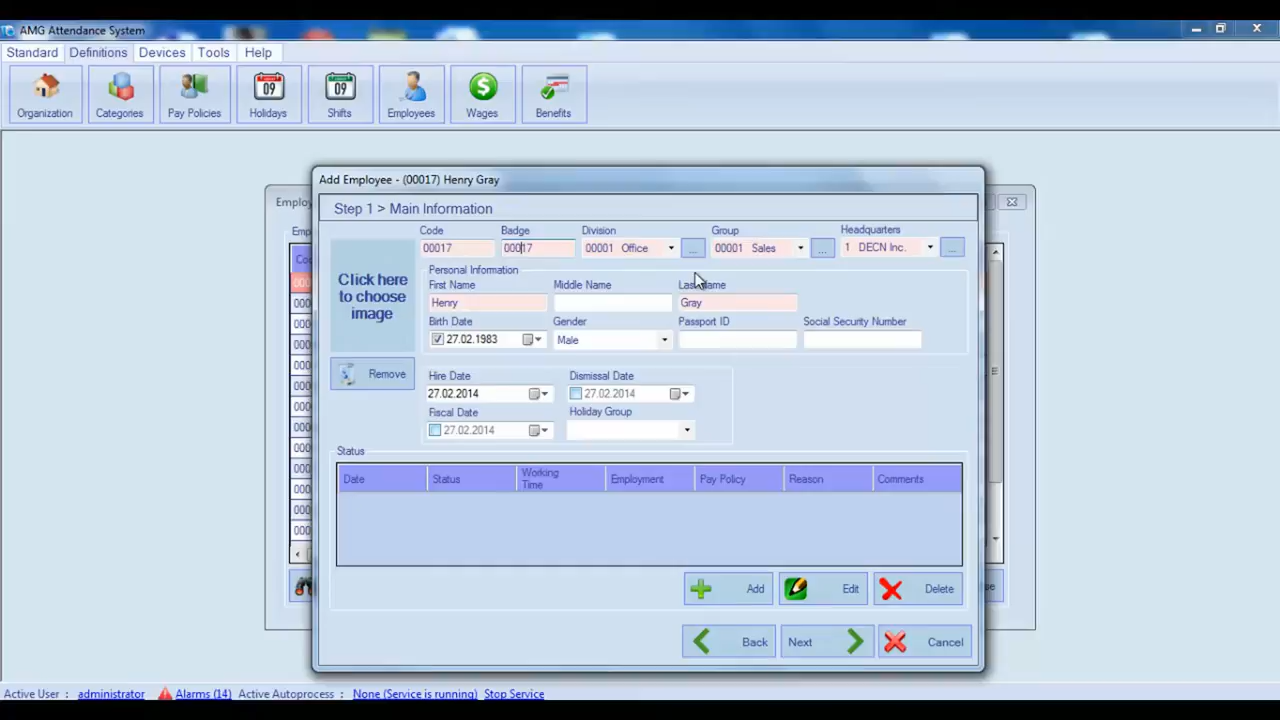 AMG Attendance System
Standard Definitions Devices Tools Help
09 09 $
Organization Categories Pay Policies Holidays Shifts Employees Wages Benefits
Add Employee - (00017) Henry Gray
Step 1 > Main Information
Code Badge Division Group Headquarters
00017 00017 00001 Office ... 00001 Sales ... 1 DECN Inc. ...
Click here
to choose
image
Personal Information
First Name Middle Name Last Name
Henry Gray
Birth Date Gender Passport ID Social Security Number
27.02.1983 Male
Remove
Hire Date Dismissal Date
27.02.2014 27.02.2014
Fiscal Date Holiday Group
27.02.2014
Status
Date Status Working Time Employment Pay Policy Reason Comments
Add Edit Delete
Back Next Cancel
Active User : administrator Alarms (14) Active Autoprocess : None (Service is running) Stop Service